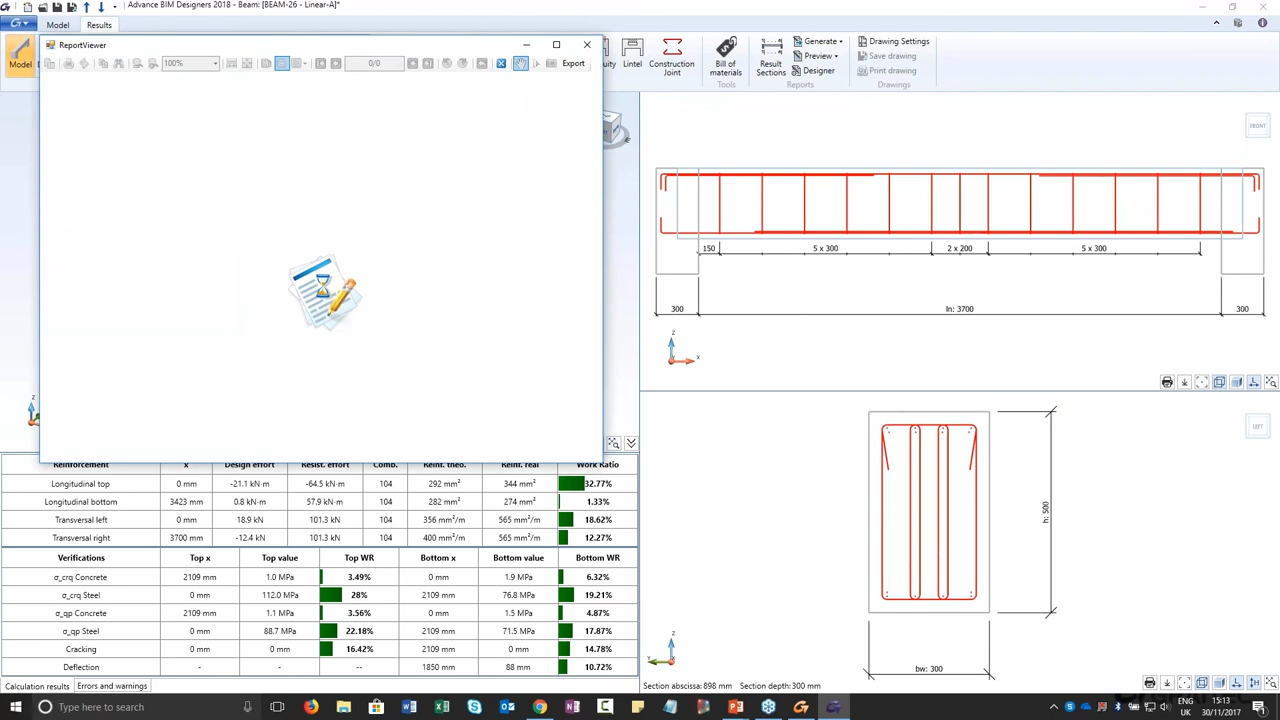 Advance BIM Designers 2018 - Beam: [BEAM-26 - Linear-A]*
Model
Results
ReportViewer
100%
0/0
Export
Model
Lintel
Construction
Joint
Bill of
materials
Tools
Result
Sections
Generate
Preview
Designer
Reports
Drawing Settings
Save drawing
Print drawing
Drawings
FRONT
150
5 x 300
2 x 200
5 x 300
300
ln: 3700
300
z
x
LEFT
h: 500
bw: 300
z
Y
Section abscissa: 898 mm
Section depth: 300 mm
Reinforcement x Design effort Resist. effort Comb. Reinf. theo. Reinf. real Work Ratio
Longitudinal top 0 mm -21.1 kN·m -64.5 kN·m 104 292 mm² 344 mm² 32.77%
Longitudinal bottom 3423 mm 0.8 kN·m 57.9 kN·m 104 282 mm² 274 mm² 1.33%
Transversal left 0 mm 18.9 kN 101.3 kN 104 356 mm²/m 565 mm²/m 18.62%
Transversal right 3700 mm -12.4 kN 101.3 kN 104 400 mm²/m 565 mm²/m 12.27%
Verifications Top x Top value Top WR Bottom x Bottom value Bottom WR
σ_crq Concrete 2109 mm 1.0 MPa 3.49% 0 mm 1.9 MPa 6.32%
σ_crq Steel 2109 mm 112.0 MPa 28% 2109 mm 76.8 MPa 19.21%
σ_qp Concrete 2109 mm 1.1 MPa 3.56% 0 mm 1.5 MPa 4.87%
σ_qp Steel 0 mm 88.7 MPa 22.18% 2109 mm 71.5 MPa 17.87%
Cracking 0 mm 0 mm 16.42% 2109 mm 0 mm 14.78%
Deflection - - -- 1850 mm 88 mm 10.72%
Calculation results
Errors and warnings
Type here to search
ENG
UK
15:13
30/11/2017